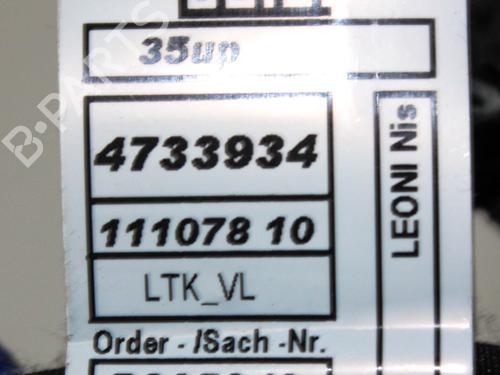 35up
4733934
111078 10
LTK_VL
Order - /Sach -Nr.
LEONI Nis
B-PARTS